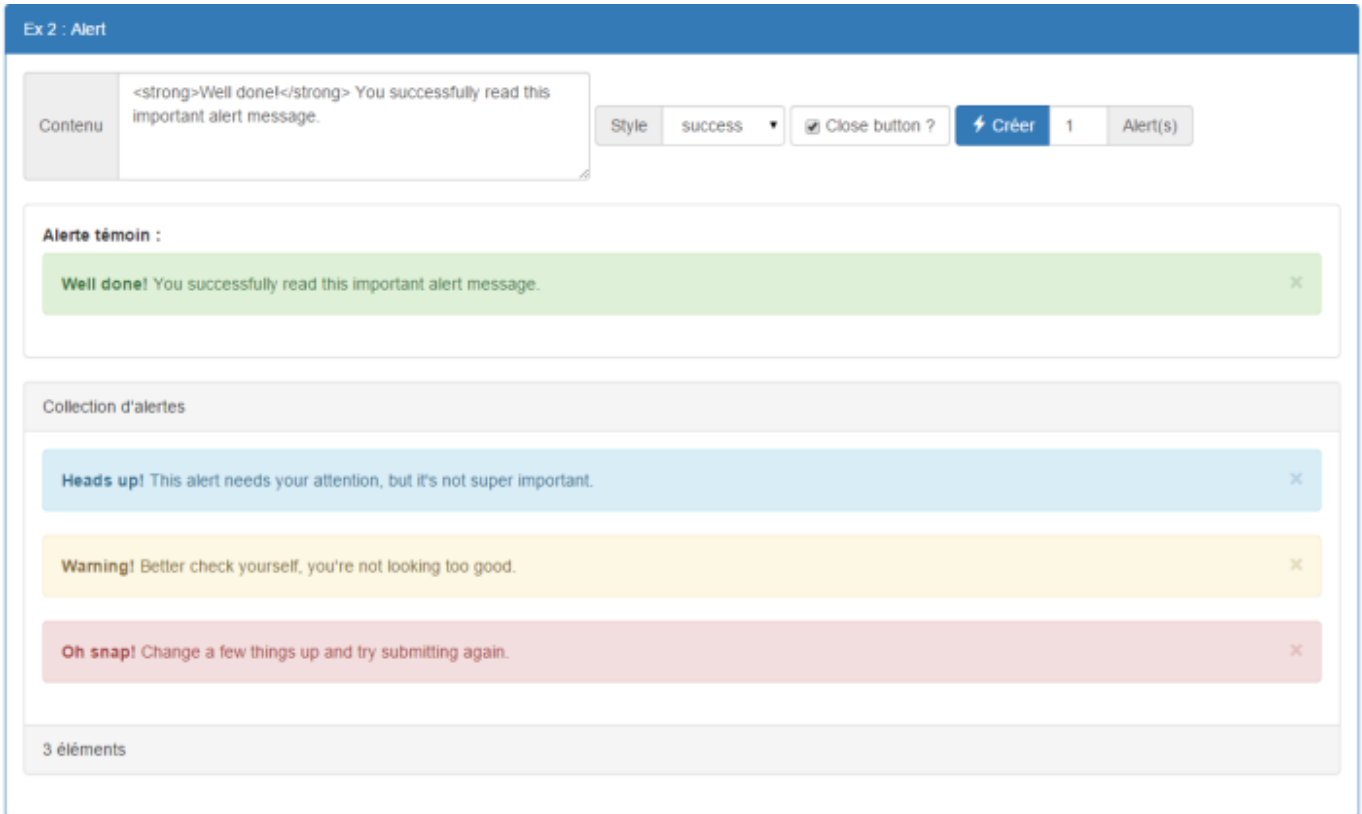 Ex 2 : Alert
<strong>Well done!</strong> You successfully read this
important alert message.
Contenu
Style success Close button ? Créer 1 Alert(s)
Alerte témoin :
Well done! You successfully read this important alert message. ×
Collection d'alertes
Heads up! This alert needs your attention, but it's not super important. ×
Warning! Better check yourself, you're not looking too good. ×
Oh snap! Change a few things up and try submitting again. ×
3 éléments